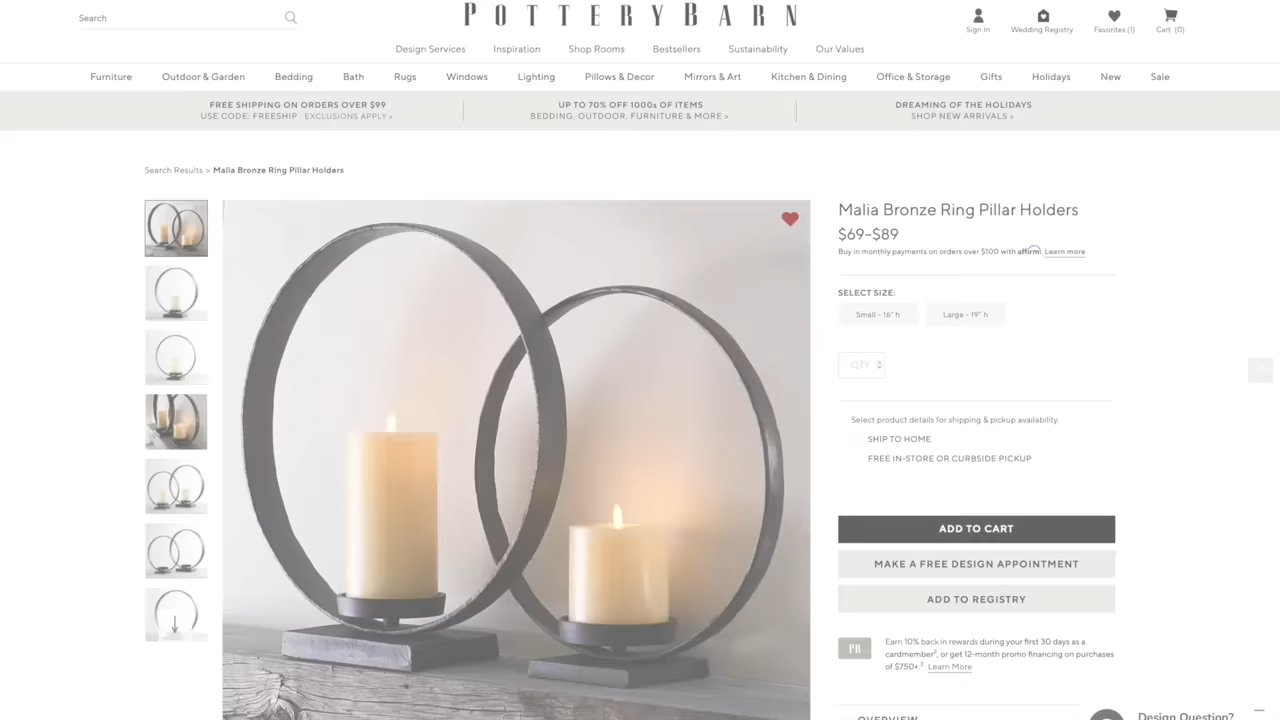 Search
POTTERY BARN
Sign In
Wedding Registry
Favorites (1)
Cart (0)
Design Services
Inspiration
Shop Rooms
Bestsellers
Sustainability
Our Values
Furniture
Outdoor & Garden
Bedding
Bath
Rugs
Windows
Lighting
Pillows & Decor
Mirrors & Art
Kitchen & Dining
Office & Storage
Gifts
Holidays
New
Sale
FREE SHIPPING ON ORDERS OVER $99
USE CODE: FREESHIP EXCLUSIONS APPLY >
UP TO 70% OFF 1000s OF ITEMS
BEDDING, OUTDOOR, FURNITURE & MORE >
DREAMING OF THE HOLIDAYS
SHOP NEW ARRIVALS >
Search Results > Malia Bronze Ring Pillar Holders
Malia Bronze Ring Pillar Holders
$69–$89
Buy in monthly payments on orders over $100 with affirm. Learn more
SELECT SIZE:
Small - 16" h
Large - 19" h
QTY
Select product details for shipping & pickup availability.
SHIP TO HOME
FREE IN-STORE OR CURBSIDE PICKUP
ADD TO CART
MAKE A FREE DESIGN APPOINTMENT
ADD TO REGISTRY
PB
Earn 10% back in rewards during your first 30 days as a
cardmember², or get 12-month promo financing on purchases
of $750+.³ Learn More
OVERVIEW
Design Question?